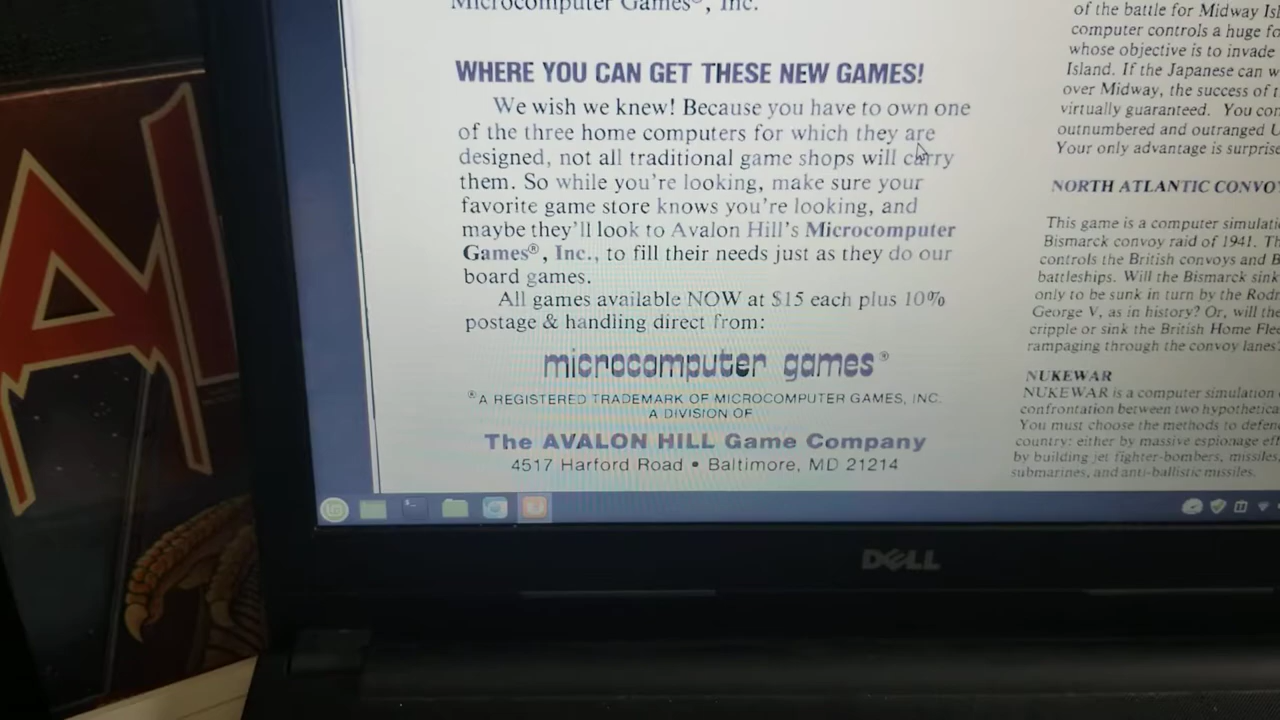 Microcomputer Games®, Inc.
WHERE YOU CAN GET THESE NEW GAMES!
We wish we knew! Because you have to own one
of the three home computers for which they are
designed, not all traditional game shops will carry
them. So while you're looking, make sure your
favorite game store knows you're looking, and
maybe they'll look to Avalon Hill's Microcomputer
Games®, Inc., to fill their needs just as they do our
board games.
All games available NOW at $15 each plus 10%
postage & handling direct from:
microcomputer games®
®A REGISTERED TRADEMARK OF MICROCOMPUTER GAMES, INC.
A DIVISION OF
The AVALON HILL Game Company
4517 Harford Road • Baltimore, MD 21214
of the battle for Midway
computer controls a huge
whose objective is to invade
Island. If the Japanese can
over Midway, the success of
virtually guaranteed. You
outnumbered and outranged
Your only advantage is
NORTH ATLANTIC
This game is a computer
Bismarck convoy raid of 1941.
controls the British convoys and
battleships. Will the Bismarck
only to be sunk in turn by the
George V, as in history? Or, will the
cripple or sink the British Home
rampaging through the convoy
NUKEWAR
NUKEWAR is a computer simulation
confrontation between two
You must choose the methods to
country: either by massive espionage
by building jet fighter-bombers, missiles,
submarines, and anti-ballistic missiles.
DELL